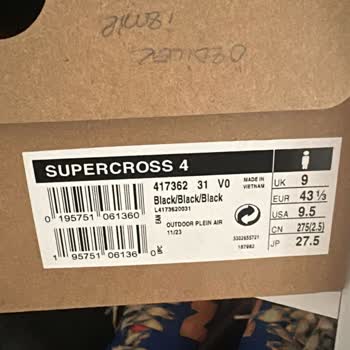 SUPERCROSS 4
417362 31 V0
MADE IN
VIETNAM
Black/Black/Black
L4173620031
0 195751 061360
EAN
OUTDOOR PLEIN AIR
11/23
1 95751 06136 0
UPC
UK 9
EUR 43 1/3
USA 9.5
CN 275(2.5)
JP 27.5